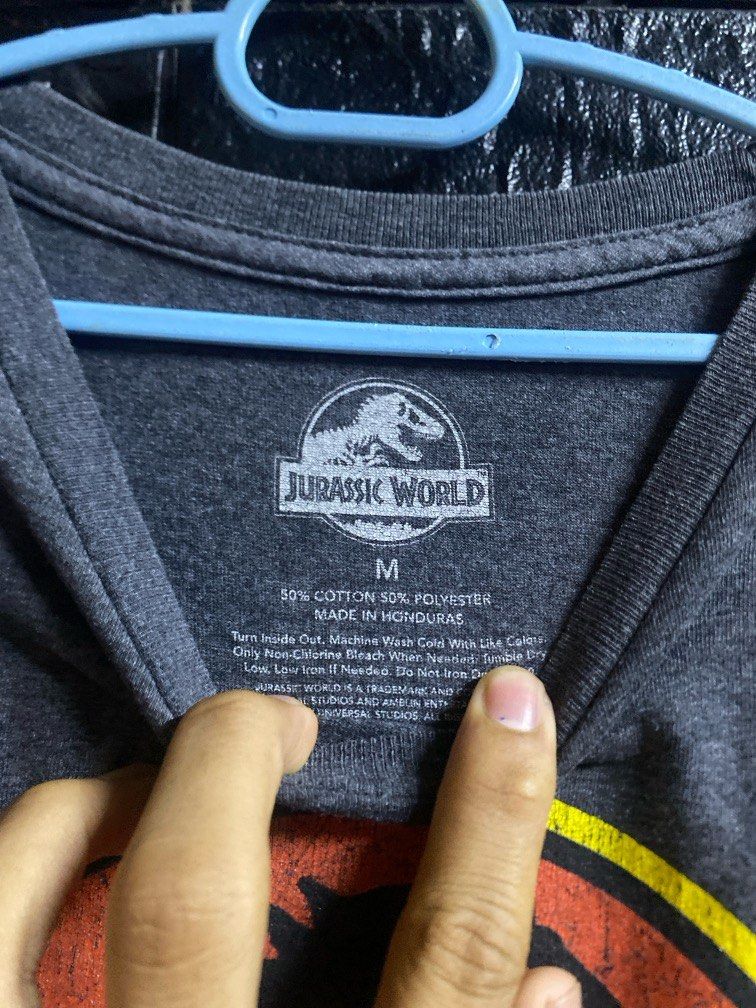 JURASSIC WORLD
M
50% COTTON 50% POLYESTER
MADE IN HONDURAS
Turn Inside Out. Machine Wash Cold With Like Colors.
Only Non-Chlorine Bleach When Needed. Tumble Dry
Low. Low Iron If Needed. Do Not Iron
JURASSIC WORLD IS A TRADEMARK AND
STUDIOS AND AMBLIN
UNIVERSAL STUDIOS. ALL